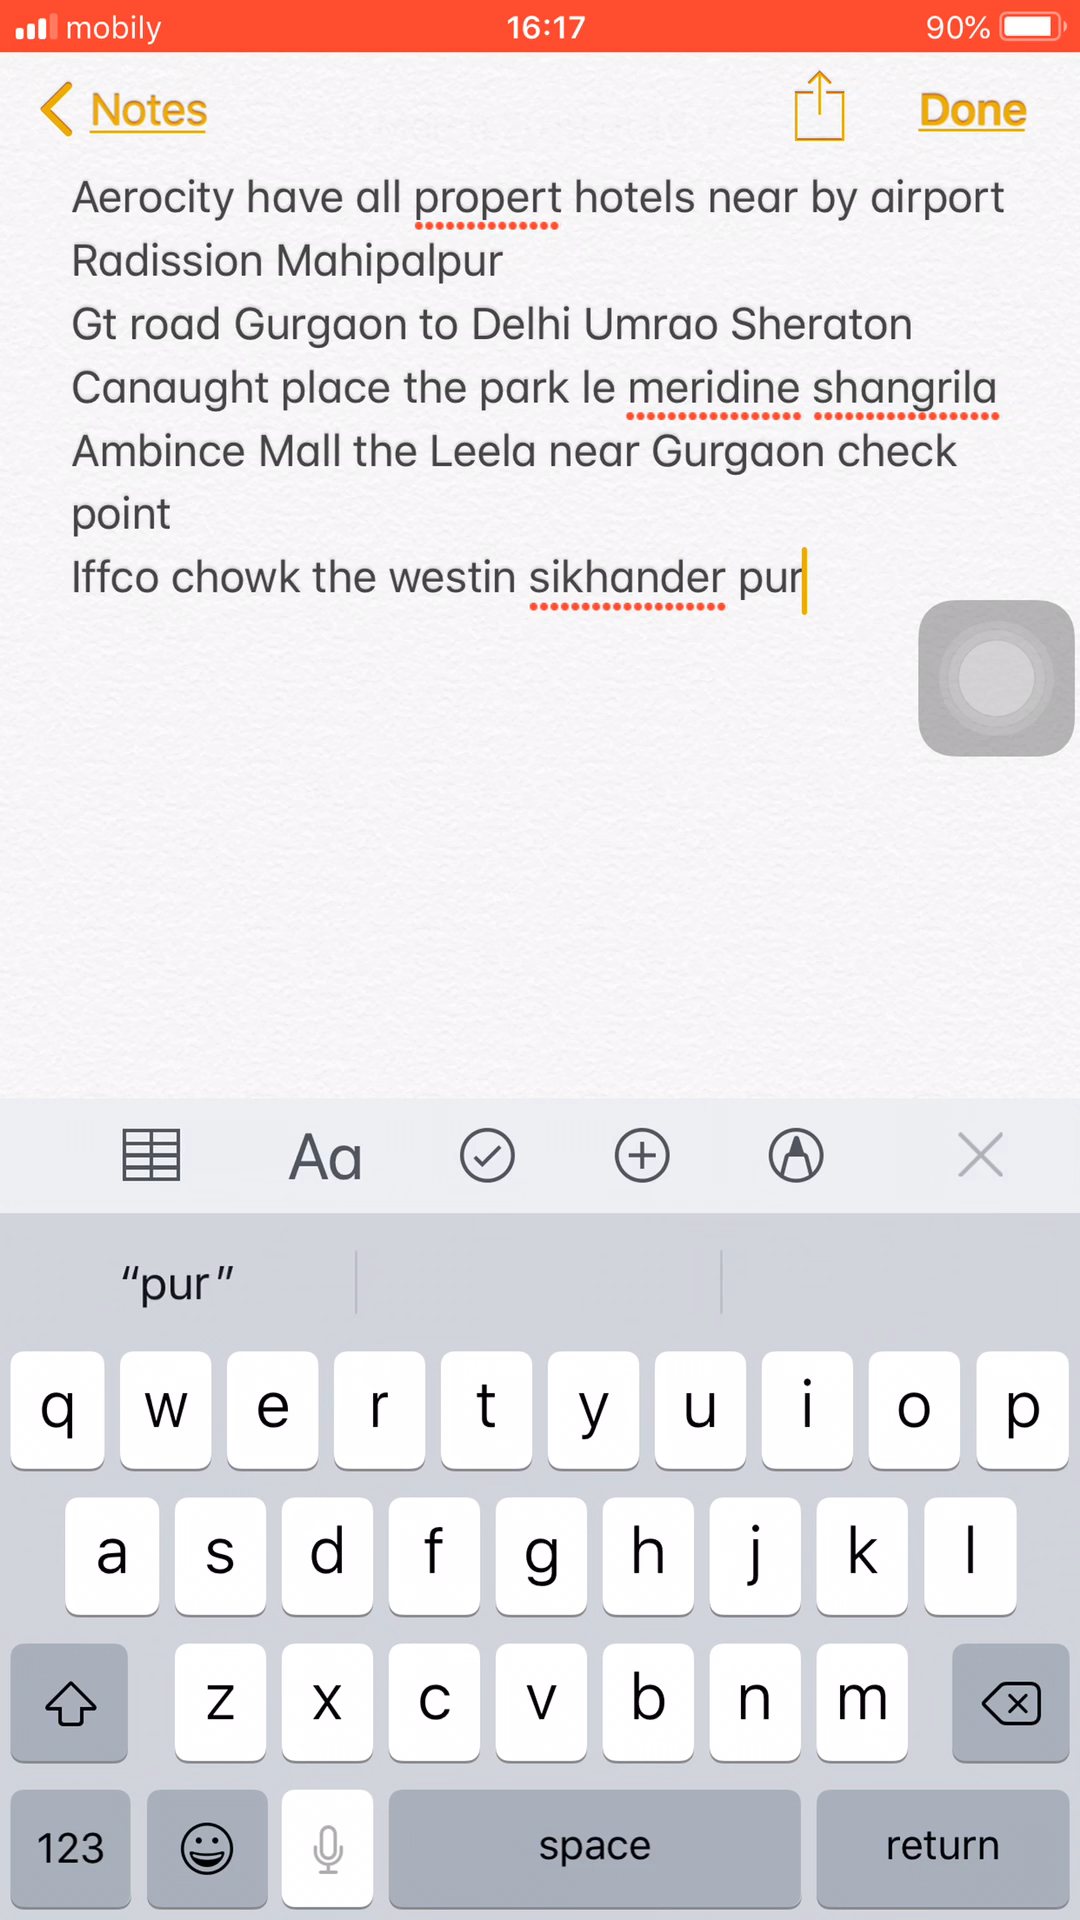 mobily 16:17 90%
Notes Done
Aerocity have all propert hotels near by airport
Radission Mahipalpur
Gt road Gurgaon to Delhi Umrao Sheraton
Canaught place the park le meridine shangrila
Ambince Mall the Leela near Gurgaon check
point
Iffco chowk the westin sikhander pur
Aa
“pur”
q w e r t y u i o p
a s d f g h j k l
z x c v b n m
123 space return